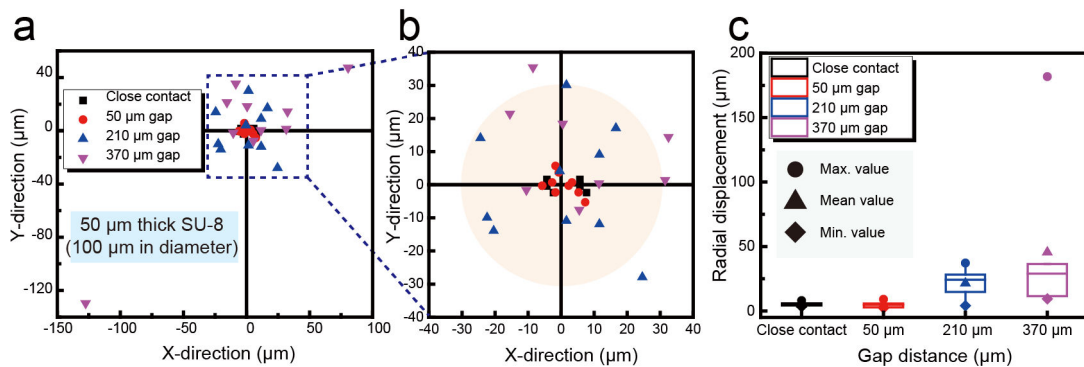 a
Y-direction (µm)
40
0
-40
-80
-120
Close contact
50 µm gap
210 µm gap
370 µm gap
50 µm thick SU-8
(100 µm in diameter)
-150
-100
-50
0
50
100
X-direction (µm)
b
Y-direction (µm)
40
30
20
10
0
-10
-20
-30
-40
-40
-30
-20
-10
0
10
20
30
40
X-direction (µm)
c
Radial displacement (µm)
200
150
100
50
0
Close contact
50 µm gap
210 µm gap
370 µm gap
Max. value
Mean value
Min. value
Close contact
50 µm
210 µm
370 µm
Gap distance (µm)